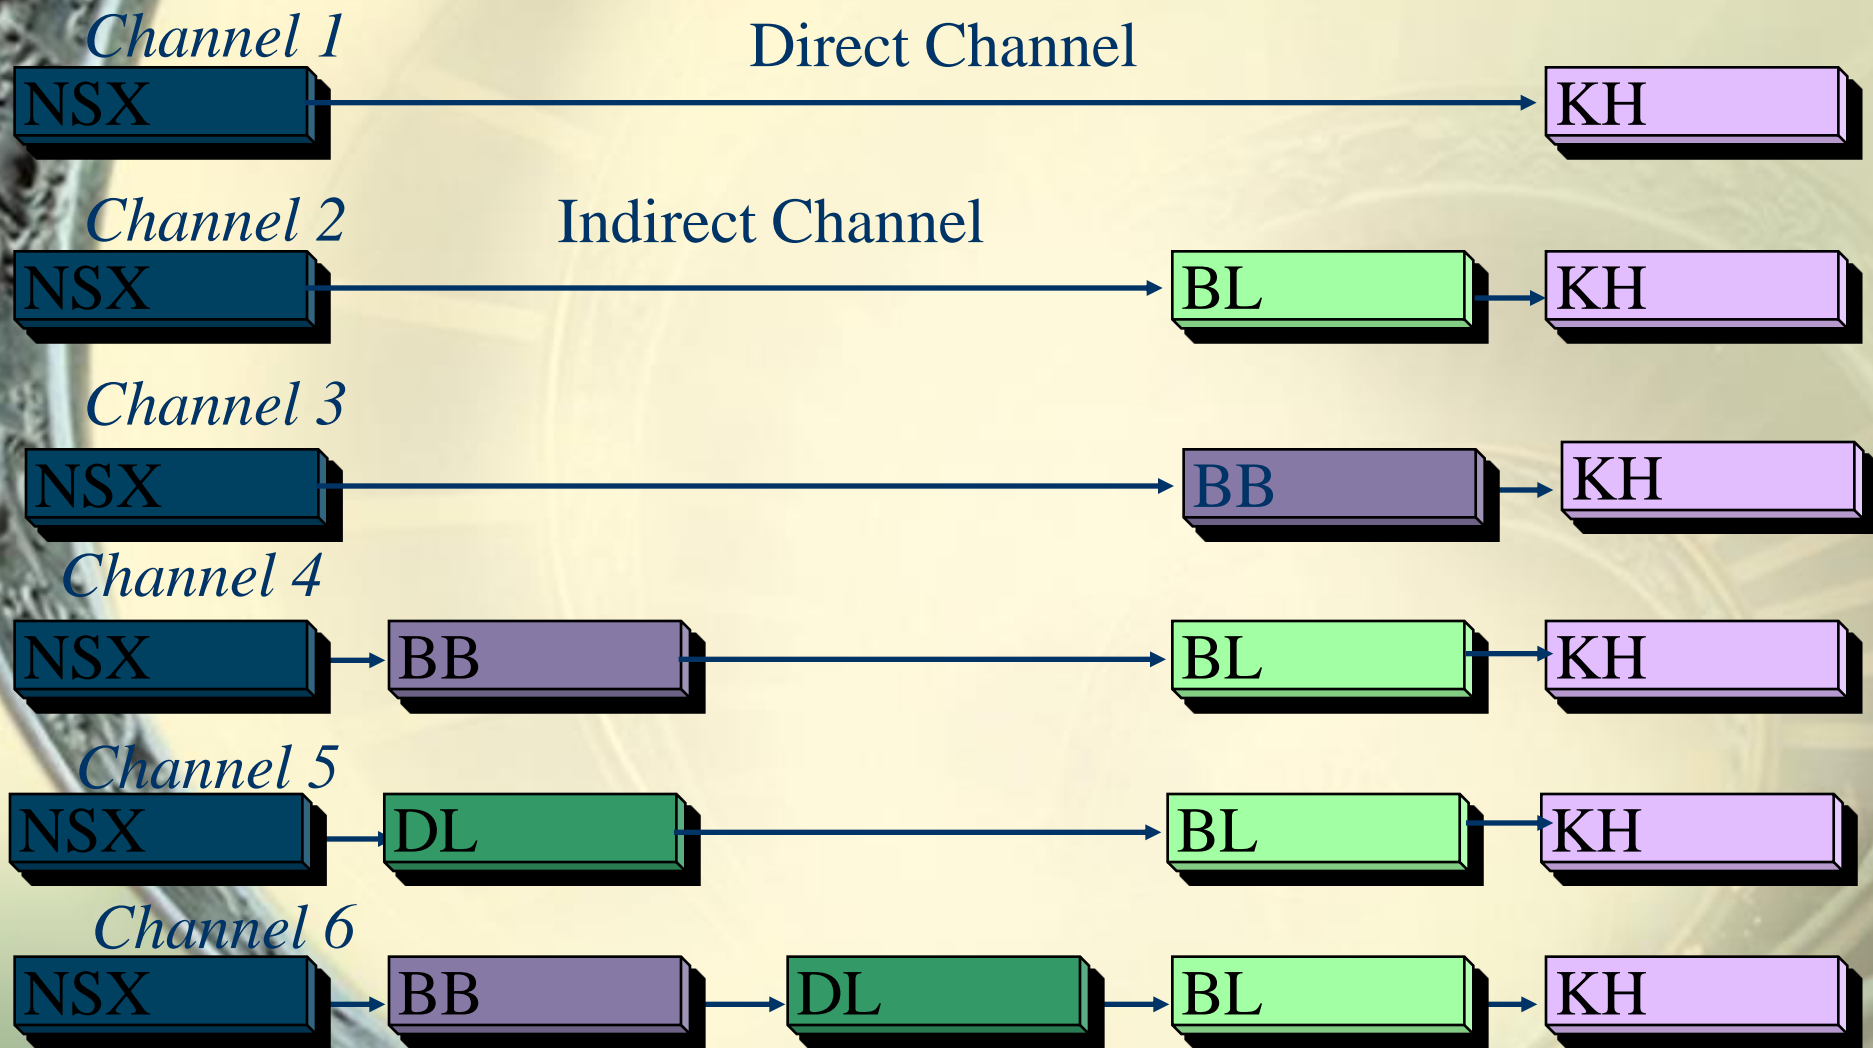 Channel 1 Direct Channel
NSX KH
Channel 2 Indirect Channel
NSX BL KH
Channel 3
NSX BB KH
Channel 4
NSX BB BL KH
Channel 5
NSX DL BL KH
Channel 6
NSX BB DL BL KH